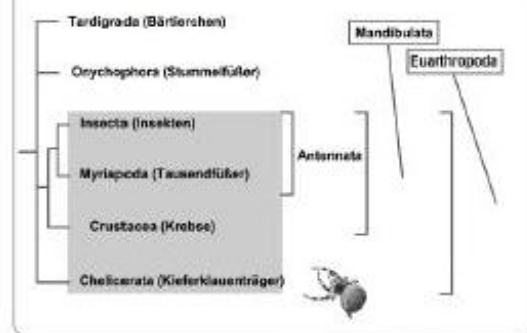 Tardigrada (Bärtierchen)
Mandibulata
Euarthropoda
Onychophora (Stummelfüßer)
Insecta (Insekten)
Antennata
Myriapoda (Tausendfüßer)
Crustacea (Krebse)
Chelicerata (Kieferklauenträger)